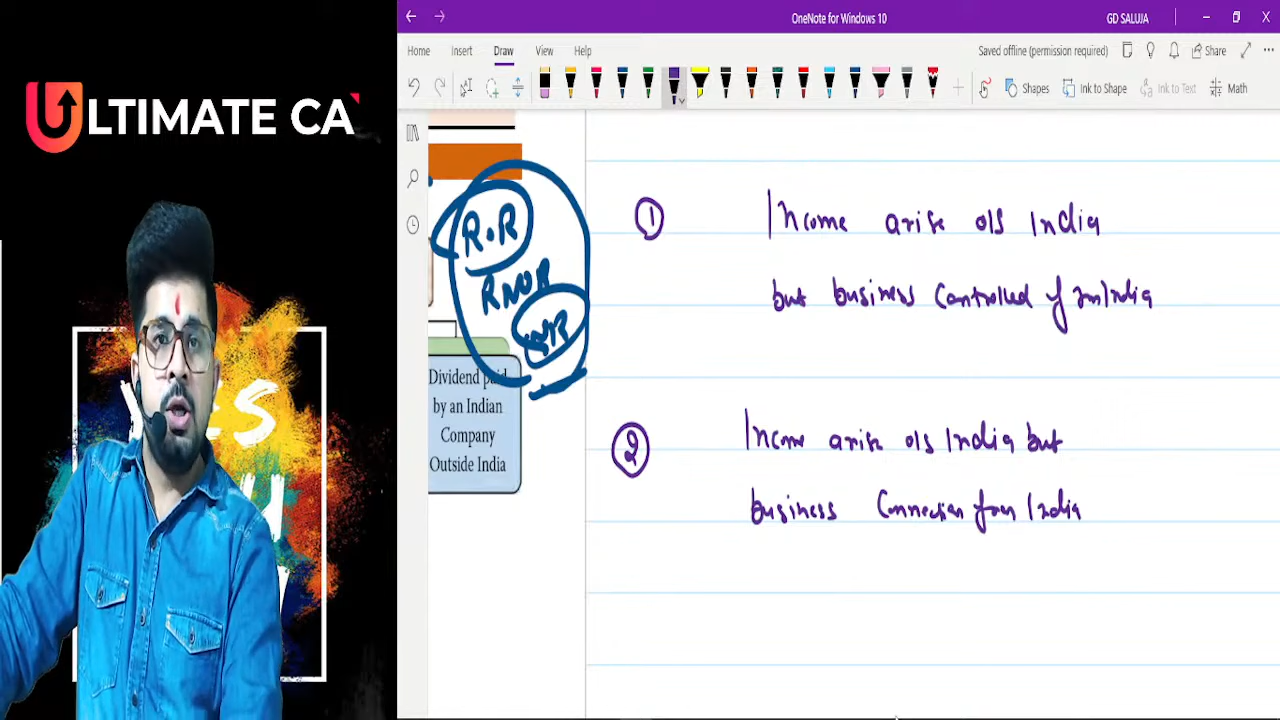 OneNote for Windows 10
GD SALUJA
Home Insert Draw View Help
Saved offline (permission required)
Share
Shapes
Ink to Shape
Ink to Text
Math
ULTIMATE CA
R.R
RNOR
NR
Dividend paid
by an Indian
Company
Outside India
① Income arise o/s India
but business Controlled from India
② Income arise o/s India but
business Connection from India